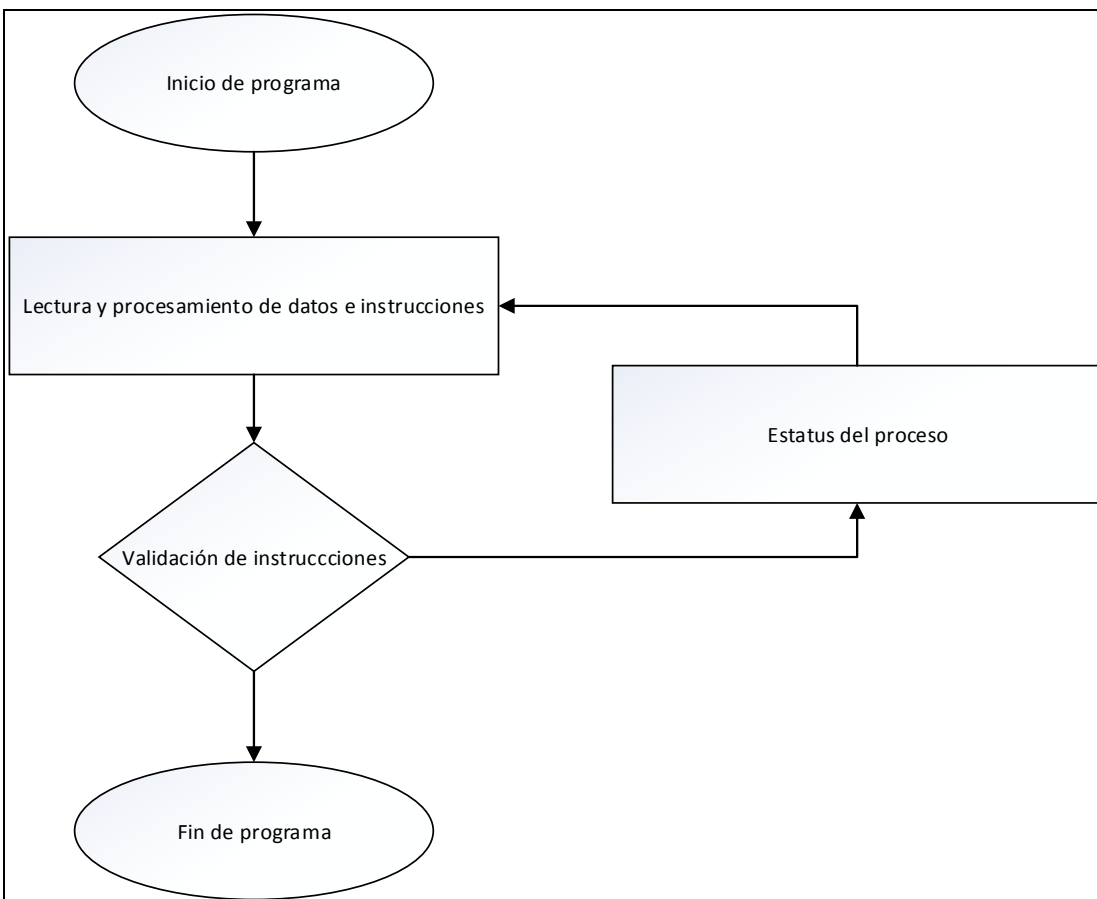 Inicio de programa
Lectura y procesamiento de datos e instrucciones
Estatus del proceso
Validación de instruccciones
Fin de programa